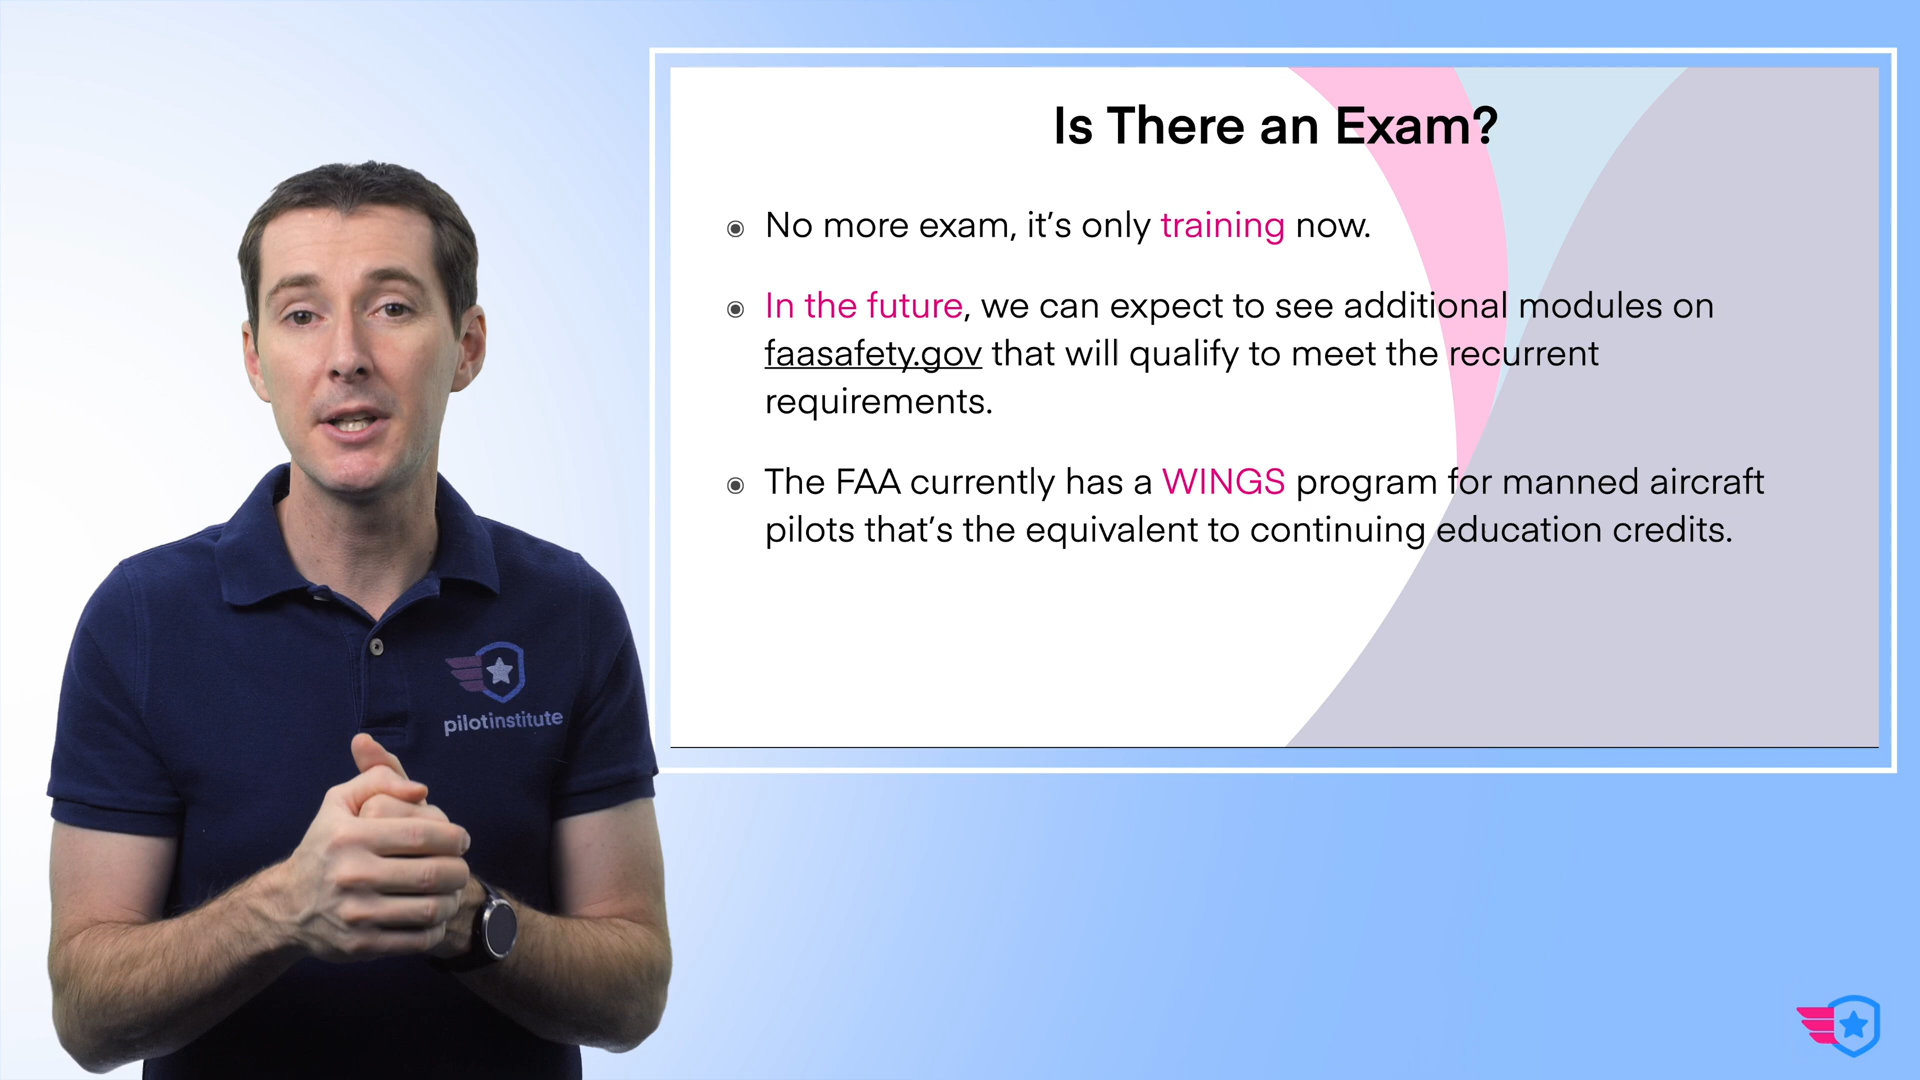 Is There an Exam?
No more exam, it's only training now.
In the future, we can expect to see additional modules on
faasafety.gov that will qualify to meet the recurrent
requirements.
The FAA currently has a WINGS program for manned aircraft
pilots that's the equivalent to continuing education credits.
pilotinstitute